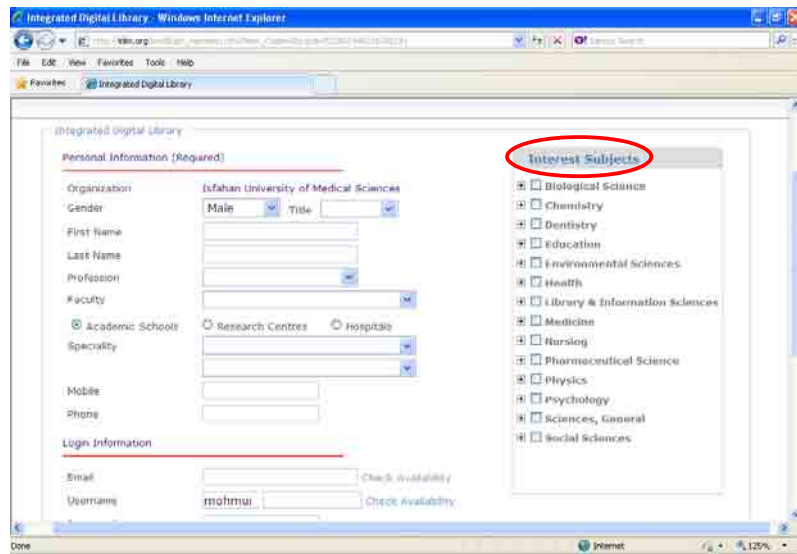 Integrated Digital Library - Windows Internet Explorer
File Edit View Favorites Tools Help
Favorites Integrated Digital Library
Integrated Digital Library
Personal Information (Required)
Organization Isfahan University of Medical Sciences
Gender Male Title
First Name
Last Name
Profession
Faculty
Academic Schools Research Centres Hospitals
Speciality
Mobile
Phone
Login Information
Email Check Availability
Username mohmui Check Availability
Interest Subjects
Biological Science
Chemistry
Dentistry
Education
Environmental Sciences
Health
Library & Information Sciences
Medicine
Nursing
Pharmaceutical Science
Physics
Psychology
Sciences, General
Social Sciences
Done Internet 125%